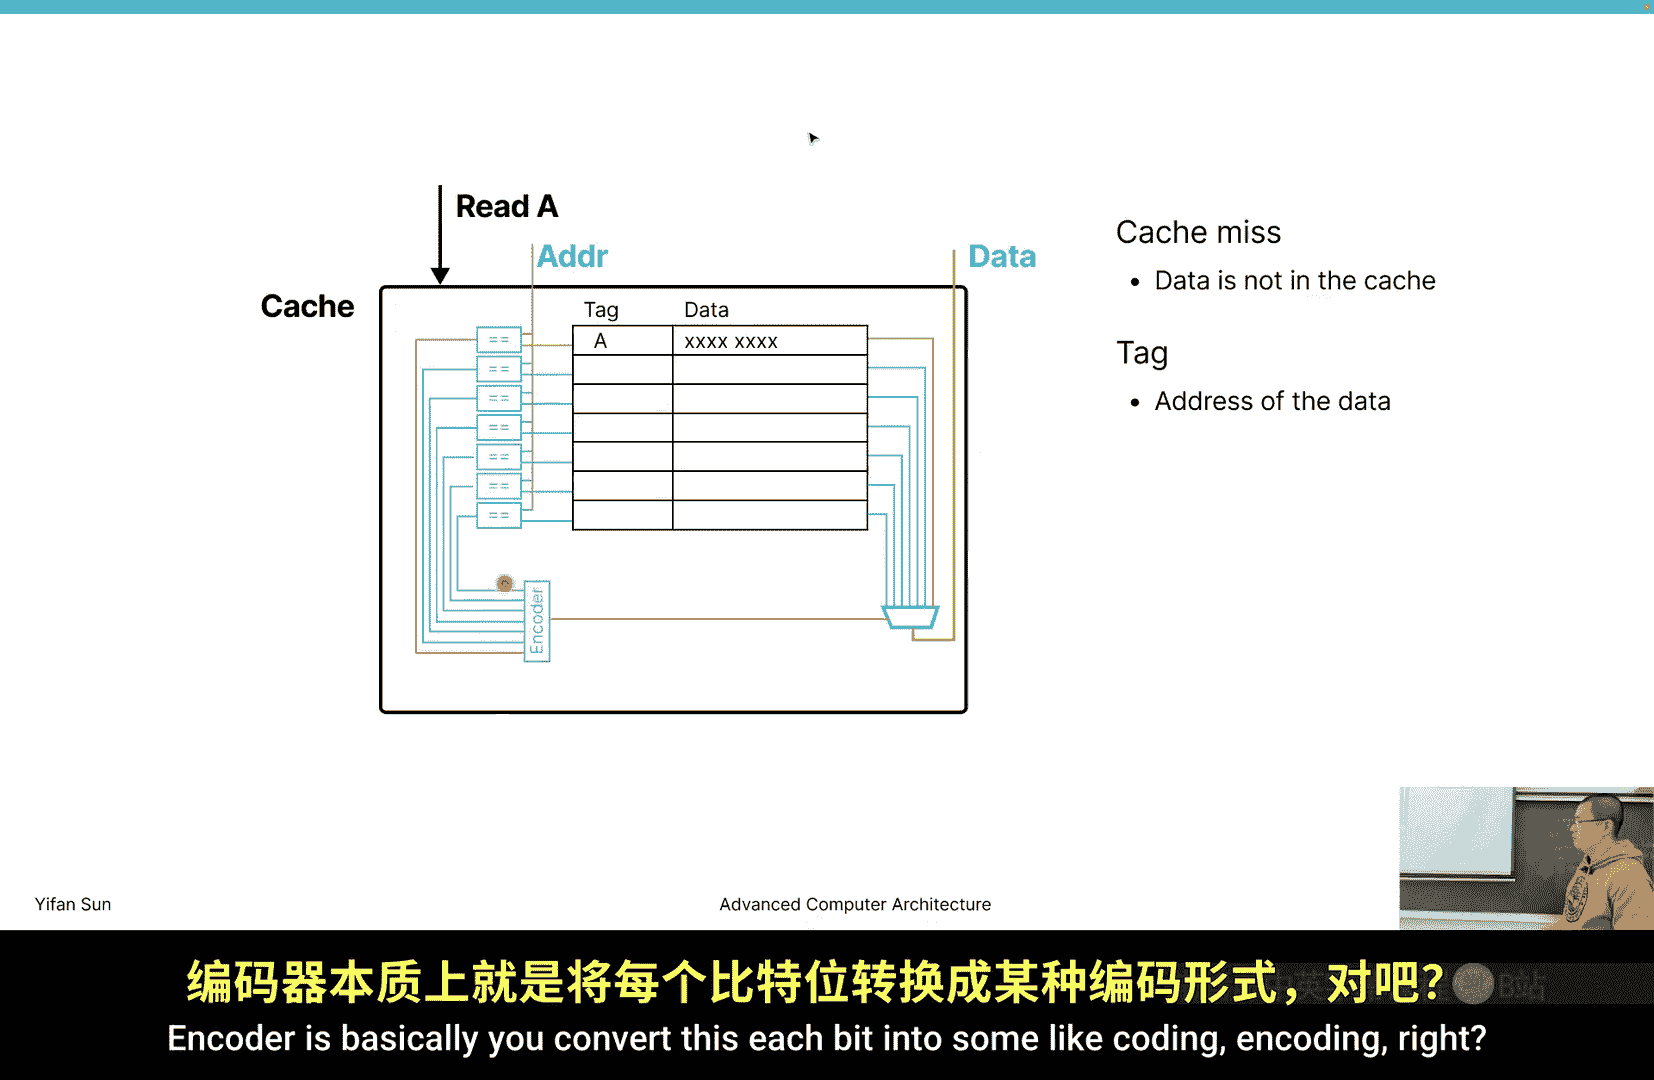 Read A
Addr
Data
Cache
Tag Data
A xxxx xxxx
==
==
==
==
==
==
==
Encoder
Cache miss
• Data is not in the cache
Tag
• Address of the data
Yifan Sun
Advanced Computer Architecture
编码器本质上就是将每个比特位转换成某种编码形式，对吧？
B站
Encoder is basically you convert this each bit into some like coding, encoding, right?